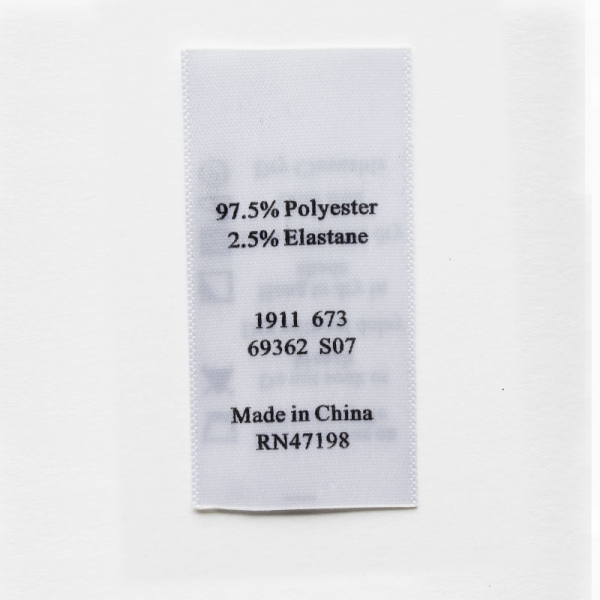 97.5% Polyester
2.5% Elastane
1911 673
69362 S07
Made in China
RN47198